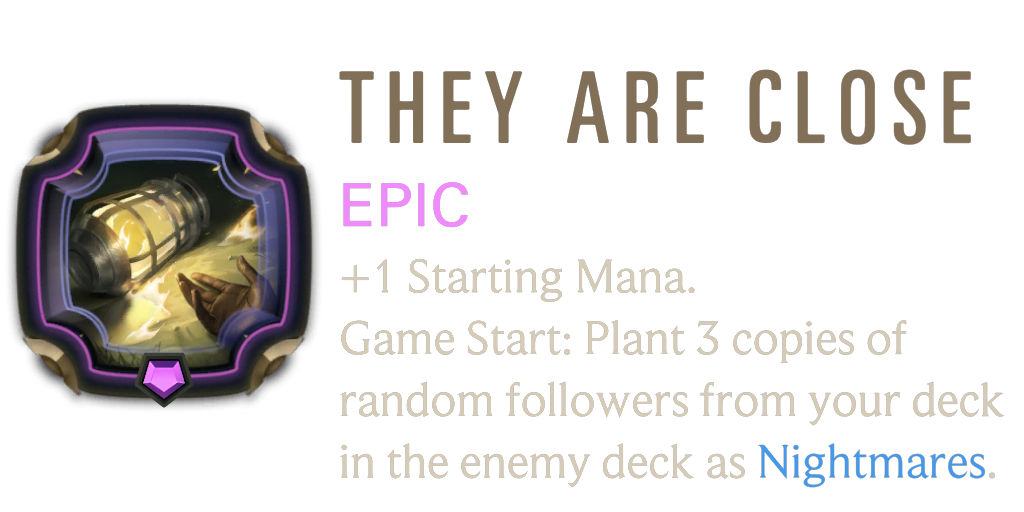 THEY ARE CLOSE
EPIC
+1 Starting Mana.
Game Start: Plant 3 copies of
random followers from your deck
in the enemy deck as Nightmares.